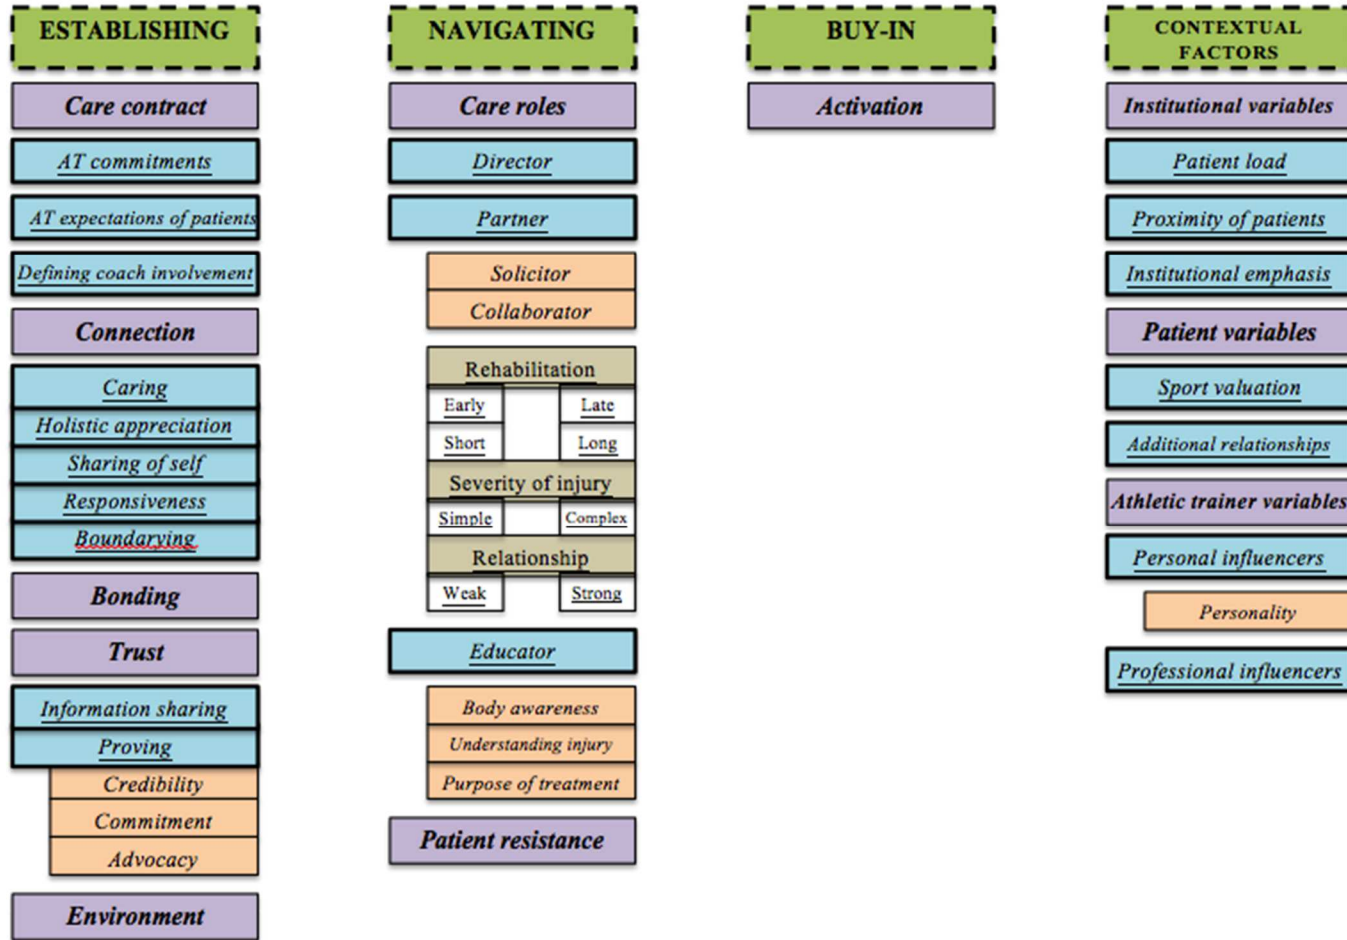 ESTABLISHING
Care contract
AT commitments
AT expectations of patients
Defining coach involvement
Connection
Caring
Holistic appreciation
Sharing of self
Responsiveness
Boundarying
Bonding
Trust
Information sharing
Proving
Credibility
Commitment
Advocacy
Environment
NAVIGATING
Care roles
Director
Partner
Solicitor
Collaborator
Rehabilitation
Early Late
Short Long
Severity of injury
Simple Complex
Relationship
Weak Strong
Educator
Body awareness
Understanding injury
Purpose of treatment
Patient resistance
BUY-IN
Activation
CONTEXTUAL
FACTORS
Institutional variables
Patient load
Proximity of patients
Institutional emphasis
Patient variables
Sport valuation
Additional relationships
Athletic trainer variables
Personal influencers
Personality
Professional influencers